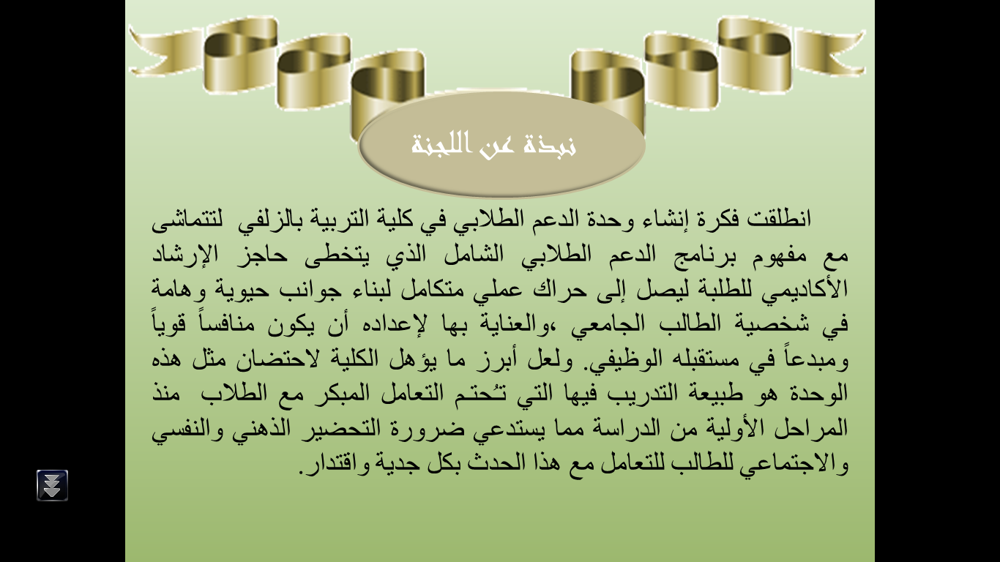 نبذة عن اللجنة
انطلقت فكرة إنشاء وحدة الدعم الطلابي في كلية التربية بالزلفي لتتماشى
مع مفهوم برنامج الدعم الطلابي الشامل الذي يتخطى حاجز الإرشاد
الأكاديمي للطلبة ليصل إلى حراك عملي متكامل لبناء جوانب حيوية وهامة
في شخصية الطالب الجامعي ،والعناية بها لإعداده أن يكون منافساً قوياً
ومبدعاً في مستقبله الوظيفي. ولعل أبرز ما يؤهل الكلية لاحتضان مثل هذه
الوحدة هو طبيعة التدريب فيها التي تـُحتـم التعامل المبكر مع الطلاب منذ
المراحل الأولية من الدراسة مما يستدعي ضرورة التحضير الذهني والنفسي
والاجتماعي للطالب للتعامل مع هذا الحدث بكل جدية واقتدار.